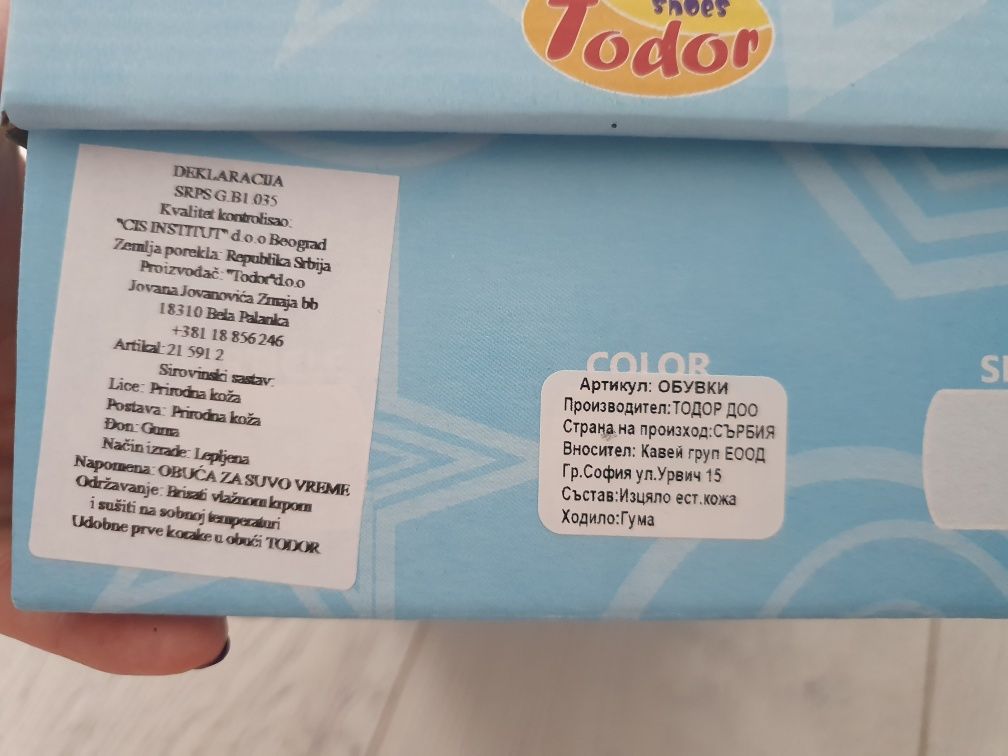 shoes
Todor
DEKLARACIJA
SRPS G.B1.035
Kvalitet kontrolisao:
"CIS INSTITUT" d.o.o Beograd
Zemlja porekla: Republika Srbija
Proizvođač: "Todor"d.o.o
Jovana Jovanovića Zmaja bb
18310 Bela Palanka
+381 18 856 246
Artikal: 21 591 2
Sirovinski sastav:
Lice: Prirodna koža
Postava: Prirodna koža
Đon: Guma
Način izrade: Lepljena
Napomena: OBUĆA ZA SUVO VREME
Održavanje: Brisati vlažnom krpom
i sušiti na sobnoj temperaturi
Udobne prve korake u obući TODOR
COLOR
Артикул: ОБУВКИ
Производител:ТОДОР ДОО
Страна на произход:СЪРБИЯ
Вносител: Кавей груп ЕООД
Гр.София ул.Урвич 15
Състав:Изцяло ест.кожа
Ходило:Гума